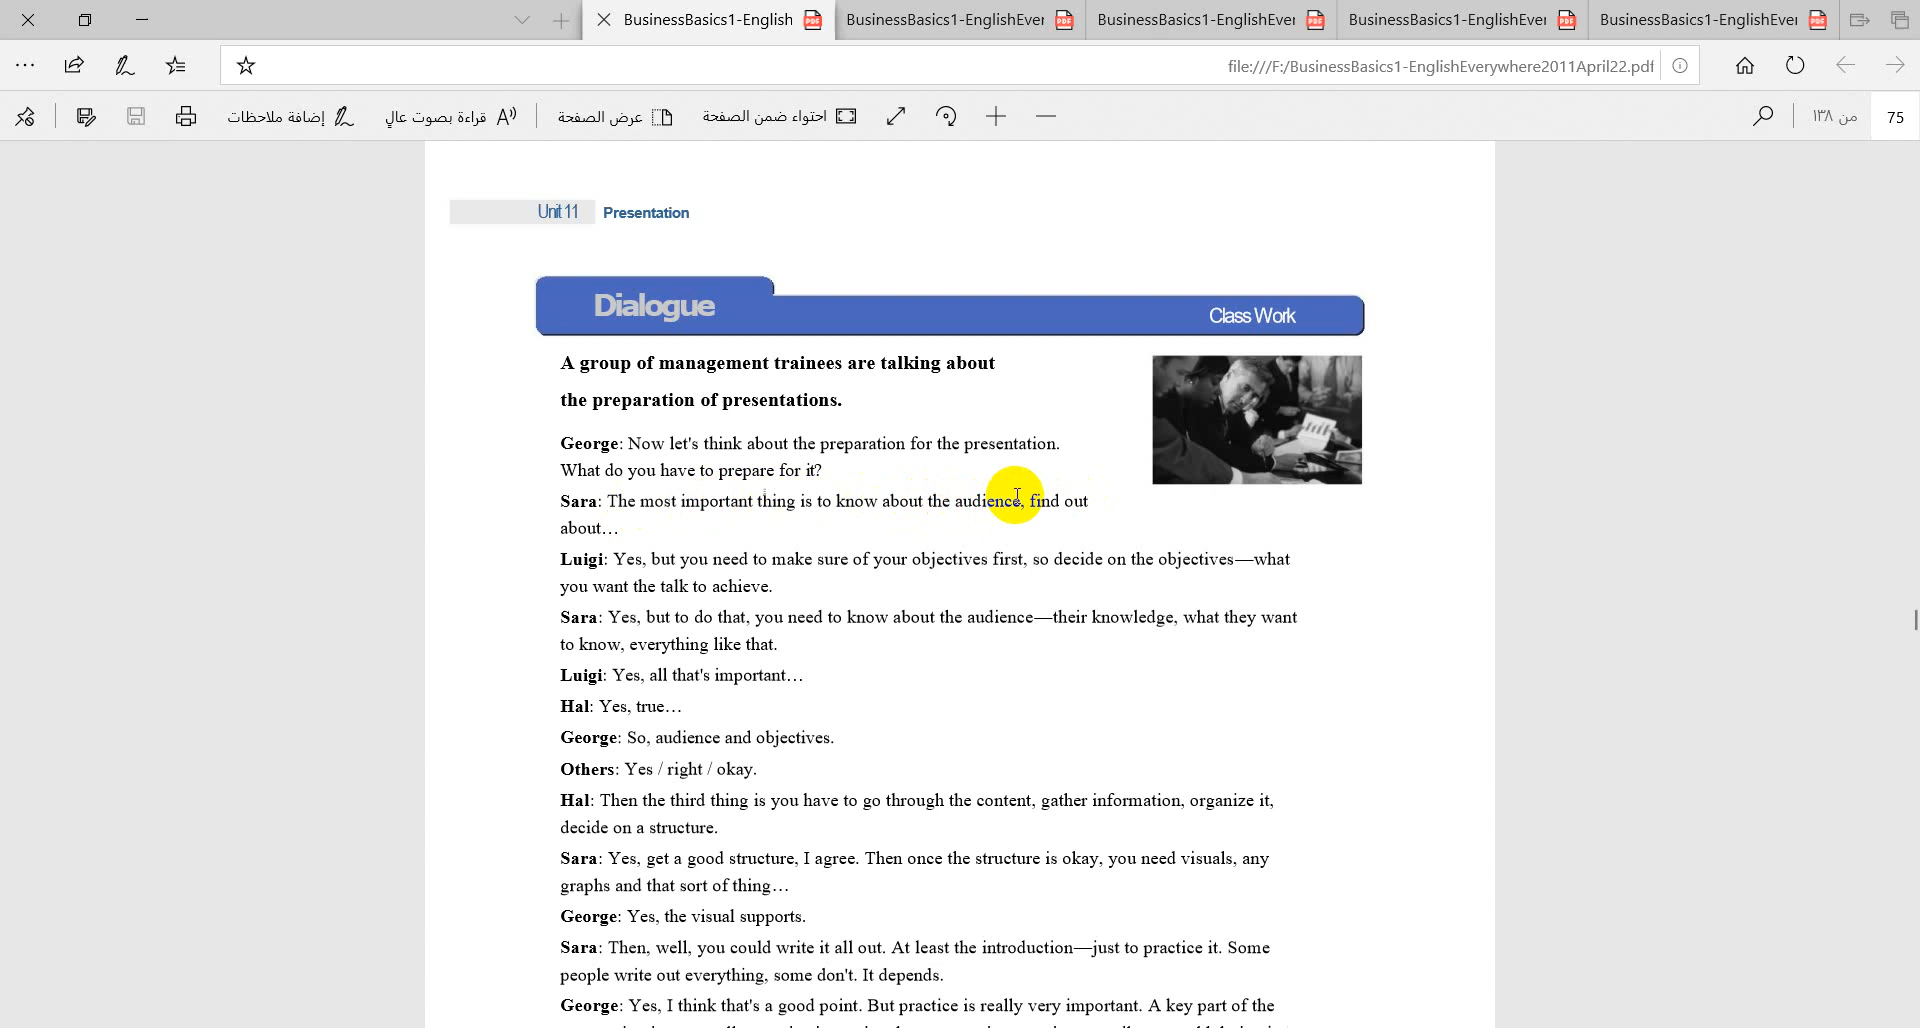 BusinessBasics1-English
BusinessBasics1-EnglishEver
BusinessBasics1-EnglishEver
BusinessBasics1-EnglishEver
BusinessBasics1-EnglishEver
file:///F:/BusinessBasics1-EnglishEverywhere2011April22.pdf
إضافة ملاحظات
قراءة بصوت عالٍ
عرض الصفحة
احتواء ضمن الصفحة
من ١٣٨
75
Unit 11 Presentation
Dialogue
Class Work
A group of management trainees are talking about
the preparation of presentations.
George: Now let's think about the preparation for the presentation.
What do you have to prepare for it?
Sara: The most important thing is to know about the audience, find out
about…
Luigi: Yes, but you need to make sure of your objectives first, so decide on the objectives—what
you want the talk to achieve.
Sara: Yes, but to do that, you need to know about the audience—their knowledge, what they want
to know, everything like that.
Luigi: Yes, all that's important…
Hal: Yes, true…
George: So, audience and objectives.
Others: Yes / right / okay.
Hal: Then the third thing is you have to go through the content, gather information, organize it,
decide on a structure.
Sara: Yes, get a good structure, I agree. Then once the structure is okay, you need visuals, any
graphs and that sort of thing…
George: Yes, the visual supports.
Sara: Then, well, you could write it all out. At least the introduction—just to practice it. Some
people write out everything, some don't. It depends.
George: Yes, I think that's a good point. But practice is really very important. A key part of the